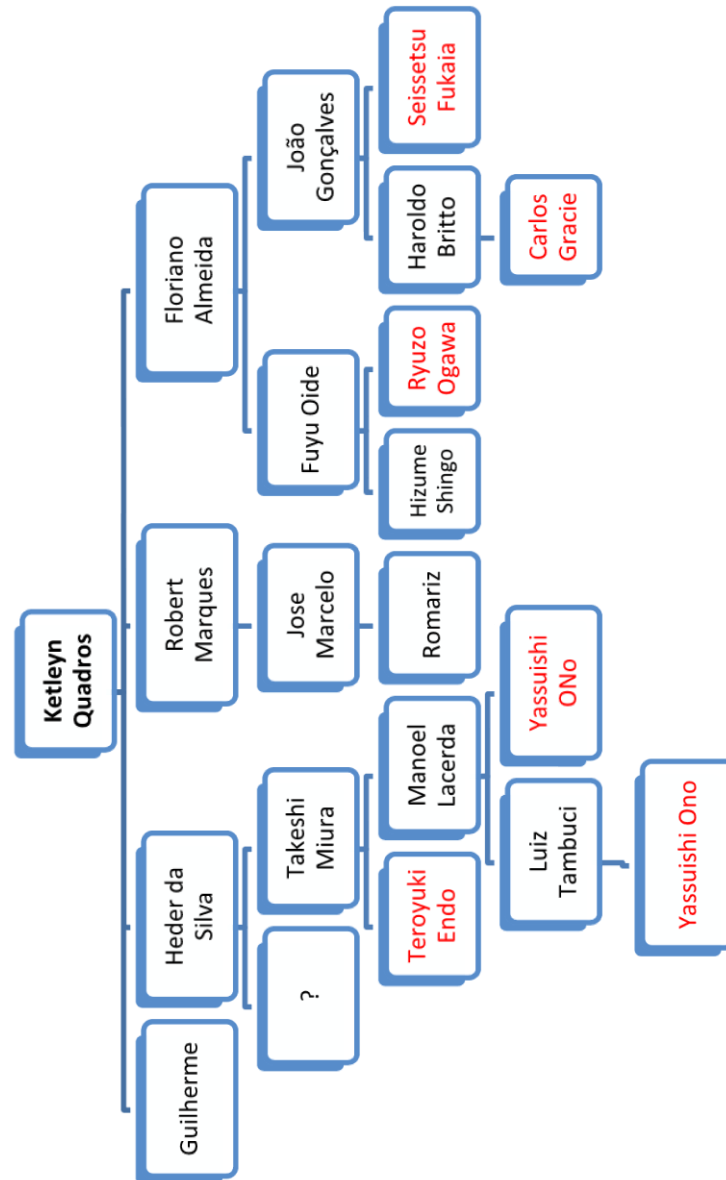 Ketleyn
Quadros
Guilherme
Heder da
Silva
Robert
Marques
Floriano
Almeida
?
Takeshi
Miura
Jose
Marcelo
Fuyu Oide
João
Gonçalves
Teroyuki
Endo
Manoel
Lacerda
Romariz
Hizume
Shingo
Ryuzo
Ogawa
Haroldo
Britto
Seissetsu
Fukaia
Luiz
Tambuci
Yassuishi
ONo
Carlos
Gracie
Yassuishi Ono